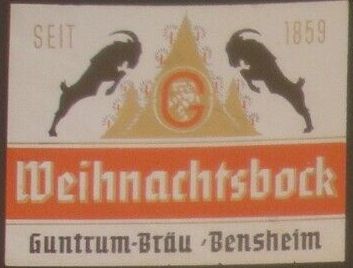 SEIT 1859
G
Weihnachtsbock
Guntrum-Bräu - Bensheim